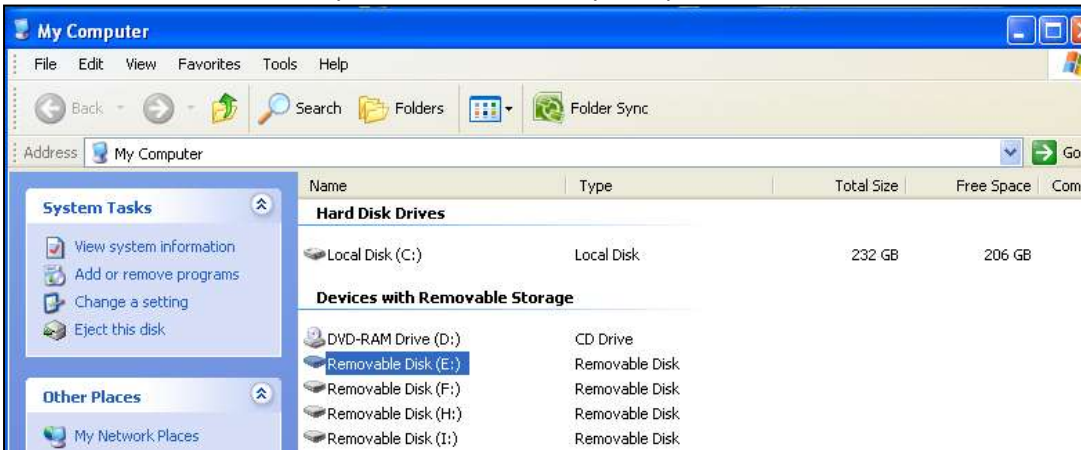 My Computer
File Edit View Favorites Tools Help
Back Search Folders Folder Sync
Address My Computer Go
Name Type Total Size Free Space Com
System Tasks
View system information
Add or remove programs
Change a setting
Eject this disk
Other Places
My Network Places
Hard Disk Drives
Local Disk (C:) Local Disk 232 GB 206 GB
Devices with Removable Storage
DVD-RAM Drive (D:) CD Drive
Removable Disk (E:) Removable Disk
Removable Disk (F:) Removable Disk
Removable Disk (H:) Removable Disk
Removable Disk (I:) Removable Disk